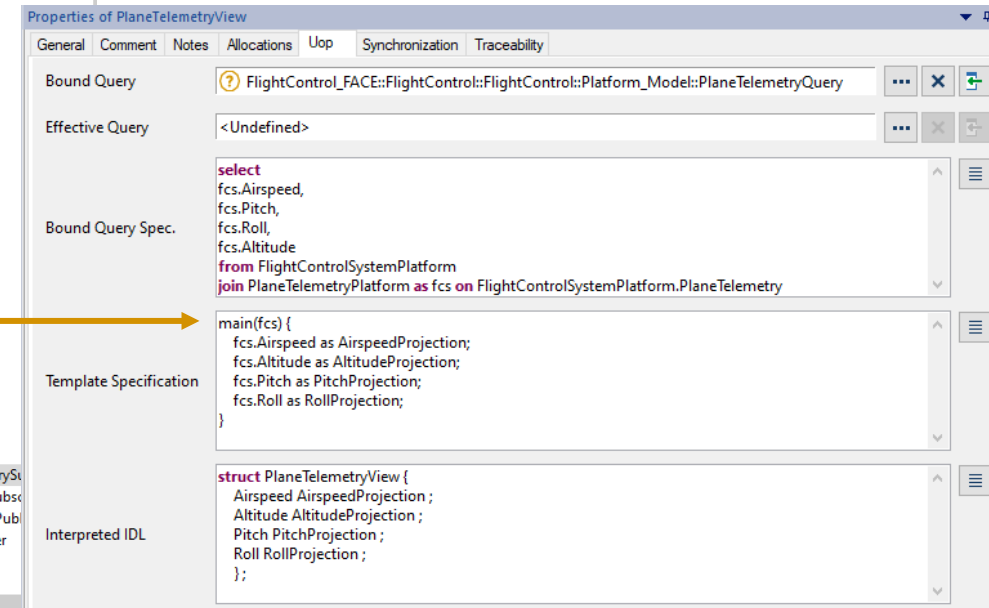 Properties of PlaneTelemetryView
General Comment Notes Allocations Uop Synchronization Traceability
Bound Query
? FlightControl_FACE::FlightControl::FlightControl::Platform_Model::PlaneTelemetryQuery
Effective Query
<Undefined>
Bound Query Spec.
select
fcs.Airspeed,
fcs.Pitch,
fcs.Roll,
fcs.Altitude
from FlightControlSystemPlatform
join PlaneTelemetryPlatform as fcs on FlightControlSystemPlatform.PlaneTelemetry
Template Specification
main(fcs) {
fcs.Airspeed as AirspeedProjection;
fcs.Altitude as AltitudeProjection;
fcs.Pitch as PitchProjection;
fcs.Roll as RollProjection;
}
Interpreted IDL
struct PlaneTelemetryView {
Airspeed AirspeedProjection ;
Altitude AltitudeProjection ;
Pitch PitchProjection ;
Roll RollProjection ;
};